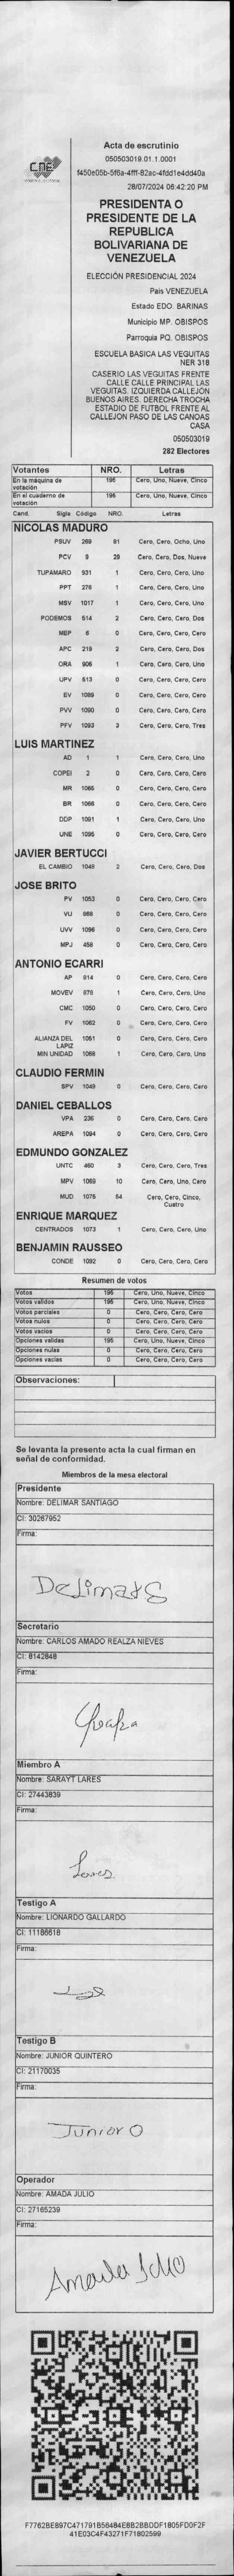 CNE
Acta de escrutinio
050503019.01.1.0001
f450e05b-5f6a-4fff-82ac-4fdd1e4dd40a
28/07/2024 06:42:20 PM
PRESIDENTA O
PRESIDENTE DE LA
REPUBLICA
BOLIVARIANA DE
VENEZUELA
ELECCIÓN PRESIDENCIAL 2024
País VENEZUELA
Estado EDO. BARINAS
Municipio MP. OBISPOS
Parroquia PQ. OBISPOS
ESCUELA BASICA LAS VEGUITAS
NER 318
CASERIO LAS VEGUITAS FRENTE
CALLE CALLE PRINCIPAL LAS
VEGUITAS. IZQUIERDA CALLEJÓN
BUENOS AIRES. DERECHA TROCHA
ESTADIO DE FUTBOL FRENTE AL
CALLEJÓN PASO DE LAS CANOAS
CASA
050503019
282 Electores
Votantes NRO. Letras
En la máquina de votación 195 Cero, Uno, Nueve, Cinco
En el cuaderno de votación 195 Cero, Uno, Nueve, Cinco
Cand. Sigla Código NRO. Letras
NICOLAS MADURO
PSUV 269 81 Cero, Cero, Ocho, Uno
PCV 9 29 Cero, Cero, Dos, Nueve
TUPAMARO 931 1 Cero, Cero, Cero, Uno
PPT 276 1 Cero, Cero, Cero, Uno
MSV 1017 1 Cero, Cero, Cero, Uno
PODEMOS 514 2 Cero, Cero, Cero, Dos
MEP 6 0 Cero, Cero, Cero, Cero
APC 219 2 Cero, Cero, Cero, Dos
ORA 906 1 Cero, Cero, Cero, Uno
UPV 513 0 Cero, Cero, Cero, Cero
EV 1089 0 Cero, Cero, Cero, Cero
PVV 1090 0 Cero, Cero, Cero, Cero
PFV 1093 3 Cero, Cero, Cero, Tres
LUIS MARTINEZ
AD 1 1 Cero, Cero, Cero, Uno
COPEI 2 0 Cero, Cero, Cero, Cero
MR 1065 0 Cero, Cero, Cero, Cero
BR 1066 0 Cero, Cero, Cero, Cero
DDP 1091 1 Cero, Cero, Cero, Uno
UNE 1095 0 Cero, Cero, Cero, Cero
JAVIER BERTUCCI
EL CAMBIO 1048 2 Cero, Cero, Cero, Dos
JOSE BRITO
PV 1053 0 Cero, Cero, Cero, Cero
VU 868 0 Cero, Cero, Cero, Cero
UVV 1096 0 Cero, Cero, Cero, Cero
MPJ 458 0 Cero, Cero, Cero, Cero
ANTONIO ECARRI
AP 814 0 Cero, Cero, Cero, Cero
MOVEV 878 1 Cero, Cero, Cero, Uno
CMC 1050 0 Cero, Cero, Cero, Cero
FV 1062 0 Cero, Cero, Cero, Cero
ALIANZA DEL LAPIZ 1051 0 Cero, Cero, Cero, Cero
MIN UNIDAD 1068 1 Cero, Cero, Cero, Uno
CLAUDIO FERMIN
SPV 1049 0 Cero, Cero, Cero, Cero
DANIEL CEBALLOS
VPA 236 0 Cero, Cero, Cero, Cero
AREPA 1094 0 Cero, Cero, Cero, Cero
EDMUNDO GONZALEZ
UNTC 460 3 Cero, Cero, Cero, Tres
MPV 1069 10 Cero, Cero, Uno, Cero
MUD 1075 54 Cero, Cero, Cinco, Cuatro
ENRIQUE MARQUEZ
CENTRADOS 1073 1 Cero, Cero, Cero, Uno
BENJAMIN RAUSSEO
CONDE 1092 0 Cero, Cero, Cero, Cero
Resumen de votos
Votos 195 Cero, Uno, Nueve, Cinco
Votos validos 195 Cero, Uno, Nueve, Cinco
Votos parciales 0 Cero, Cero, Cero, Cero
Votos nulos 0 Cero, Cero, Cero, Cero
Votos vacios 0 Cero, Cero, Cero, Cero
Opciones validas 195 Cero, Uno, Nueve, Cinco
Opciones nulas 0 Cero, Cero, Cero, Cero
Opciones vacias 0 Cero, Cero, Cero, Cero
Observaciones:
Se levanta la presente acta la cual firman en
señal de conformidad.
Miembros de la mesa electoral
Presidente
Nombre: DELIMAR SANTIAGO
CI: 30267952
Firma:
DeLimarS
Secretario
Nombre: CARLOS AMADO REALZA NIEVES
CI: 8142848
Firma:
Miembro A
Nombre: SARAYT LARES
CI: 27443839
Firma:
Lares
Testigo A
Nombre: LIONARDO GALLARDO
CI: 11186618
Firma:
Testigo B
Nombre: JUNIOR QUINTERO
CI: 21170035
Firma:
Junior Q
Operador
Nombre: AMADA JULIO
CI: 27165239
Firma:
Amada Julio
F7762BE897C471791B56484E8B2BBDDF1805FD0F2F
41E03C4F43271F71802599